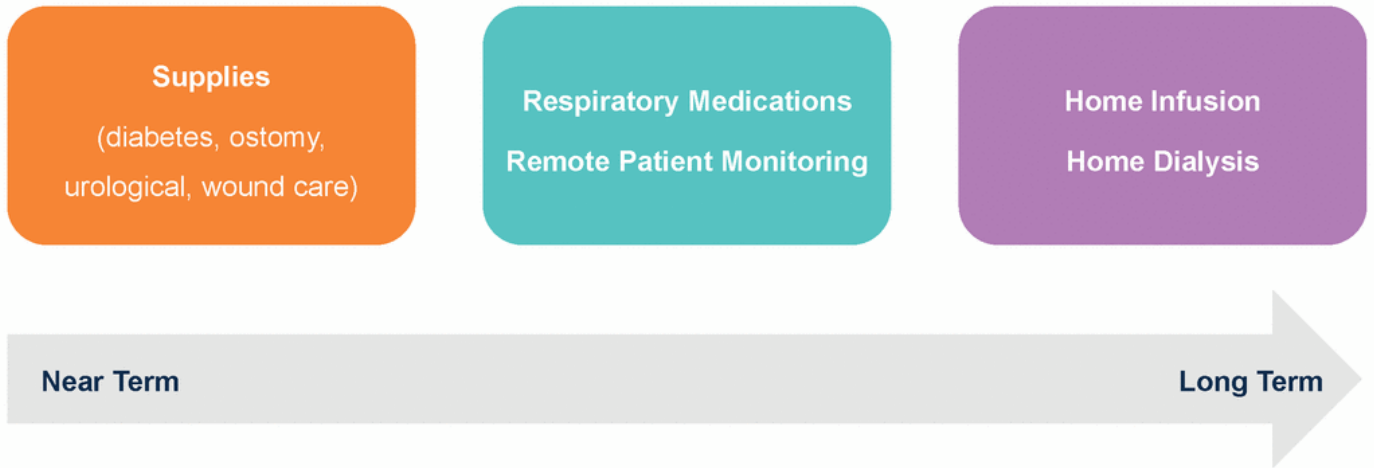 Supplies
(diabetes, ostomy,
urological, wound care)
Respiratory Medications
Remote Patient Monitoring
Home Infusion
Home Dialysis
Near Term
Long Term